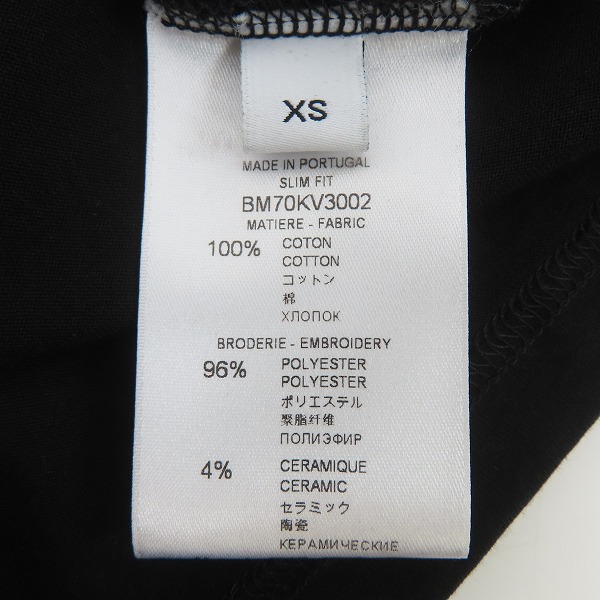 XS
MADE IN PORTUGAL
SLIM FIT
BM70KV3002
MATIERE - FABRIC
100% COTON
COTTON
コットン
棉
ХЛОПОК
BRODERIE - EMBROIDERY
96% POLYESTER
POLYESTER
ポリエステル
聚脂纤维
ПОЛИЭФИР
4% CERAMIQUE
CERAMIC
セラミック
陶瓷
КЕРАМИЧЕСКИЕ